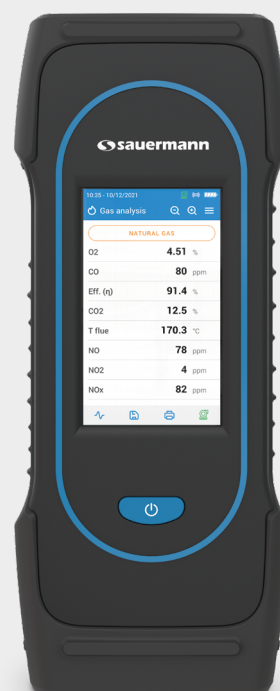 sauermann
10:35 - 10/12/2021
Gas analysis
NATURAL GAS
O2 4.51 %
CO 80 ppm
Eff. (η) 91.4 %
CO2 12.5 %
T flue 170.3 °C
NO 78 ppm
NO2 4 ppm
NOx 82 ppm